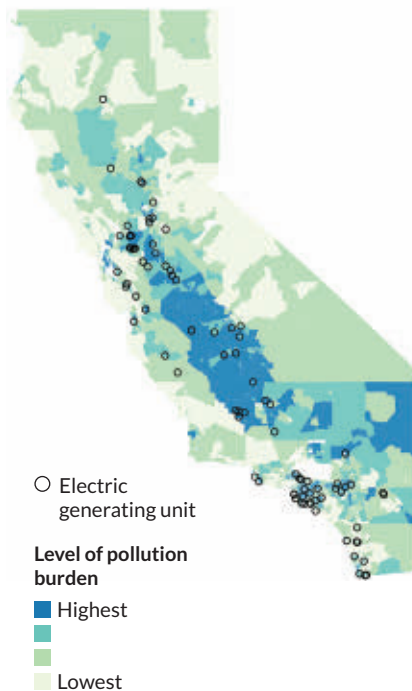 Electric
generating unit
Level of pollution
burden
Highest
Lowest